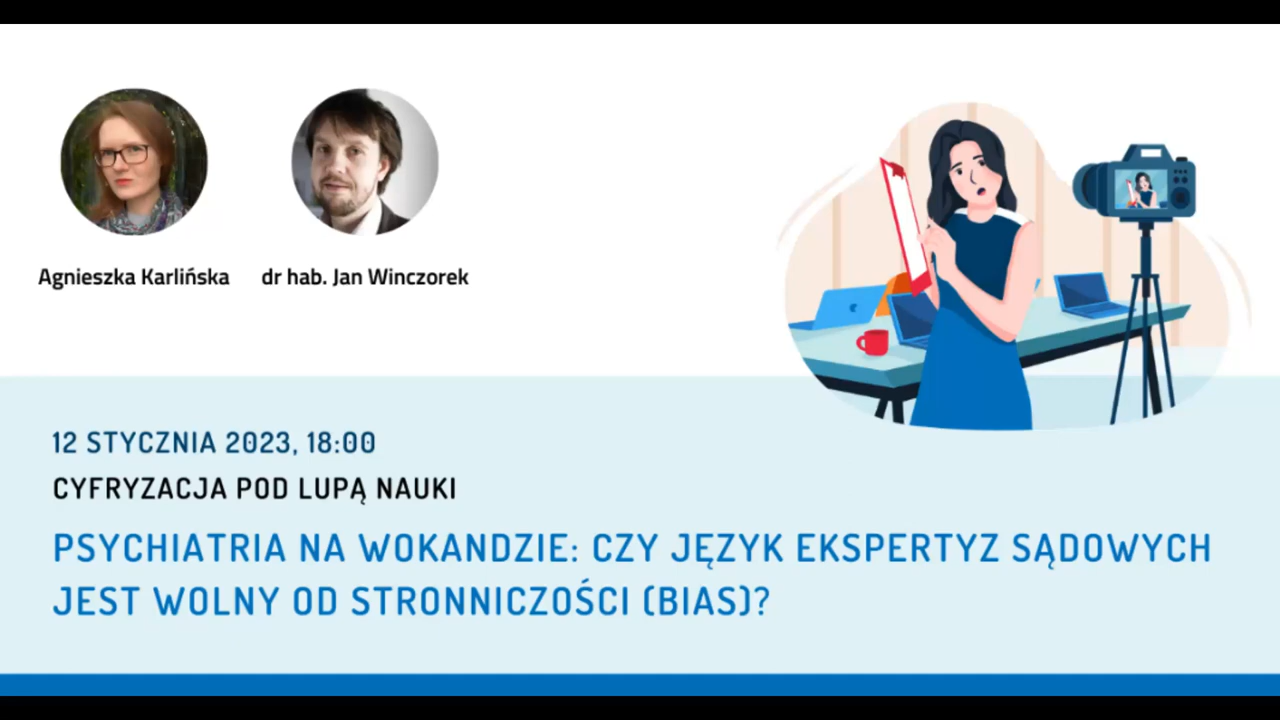 Agnieszka Karlińska
dr hab. Jan Winczorek
12 STYCZNIA 2023, 18:00
CYFRYZACJA POD LUPĄ NAUKI
PSYCHIATRIA NA WOKANDZIE: CZY JĘZYK EKSPERTYZ SĄDOWYCH
JEST WOLNY OD STRONNICZOŚCI (BIAS)?